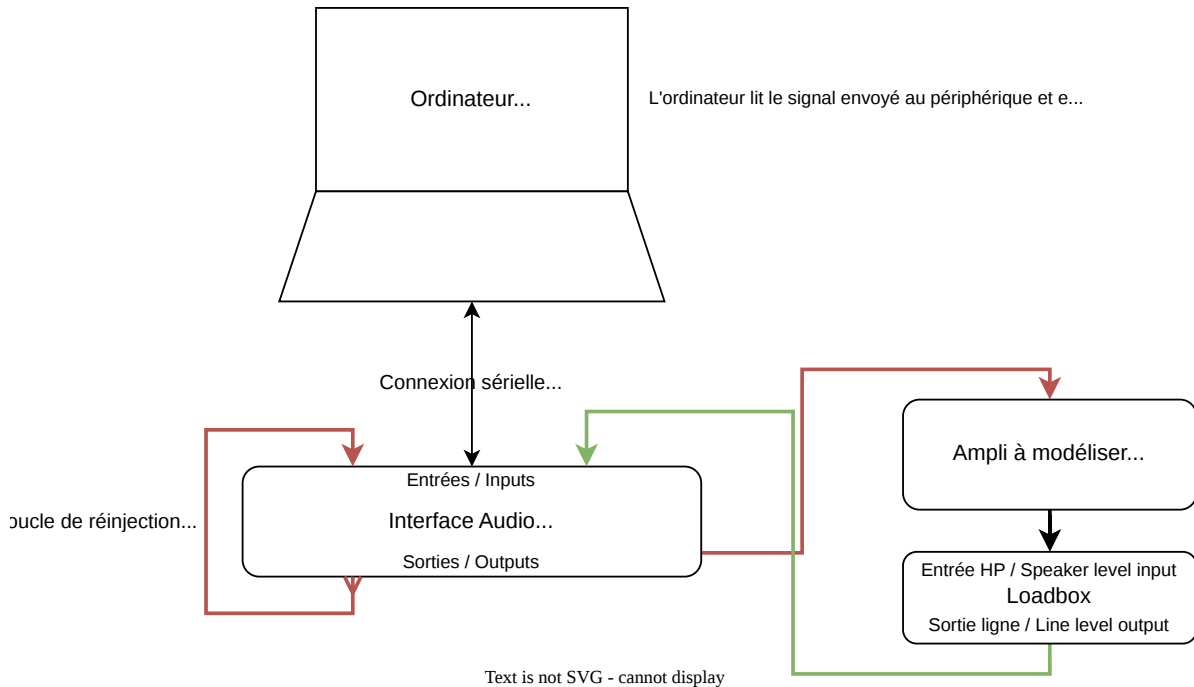 Ordinateur...
L'ordinateur lit le signal envoyé au périphérique et e...
Connexion sérielle...
Entrées / Inputs
Interface Audio...
Sorties / Outputs
oucle de réinjection...
Ampli à modéliser...
Entrée HP / Speaker level input
Loadbox
Sortie ligne / Line level output
Text is not SVG - cannot display